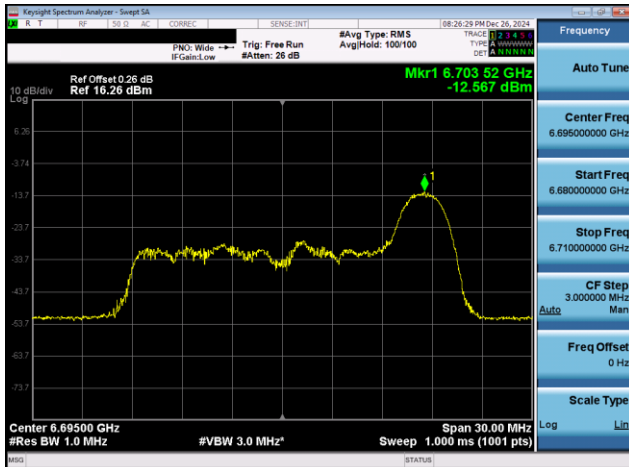 Keysight Spectrum Analyzer - Swept SA
R T RF 50 Ω AC CORREC SENSE:INT 08:26:29 PM Dec 26, 2024
PNO: Wide Trig: Free Run #Avg Type: RMS TRACE 1 2 3 4 5 6
IFGain:Low #Atten: 26 dB Avg|Hold: 100/100 TYPE A WWWWW
DET A N N N N N
Ref Offset 0.26 dB Mkr1 6.703 52 GHz
10 dB/div Ref 16.26 dBm -12.567 dBm
Log
1
6.26
-3.74
-13.7
-23.7
-33.7
-43.7
-53.7
-63.7
-73.7
Center 6.69500 GHz Span 30.00 MHz
#Res BW 1.0 MHz #VBW 3.0 MHz* Sweep 1.000 ms (1001 pts)
MSG STATUS
Frequency
Auto Tune
Center Freq
6.695000000 GHz
Start Freq
6.680000000 GHz
Stop Freq
6.710000000 GHz
CF Step
3.000000 MHz
Auto Man
Freq Offset
0 Hz
Scale Type
Log Lin